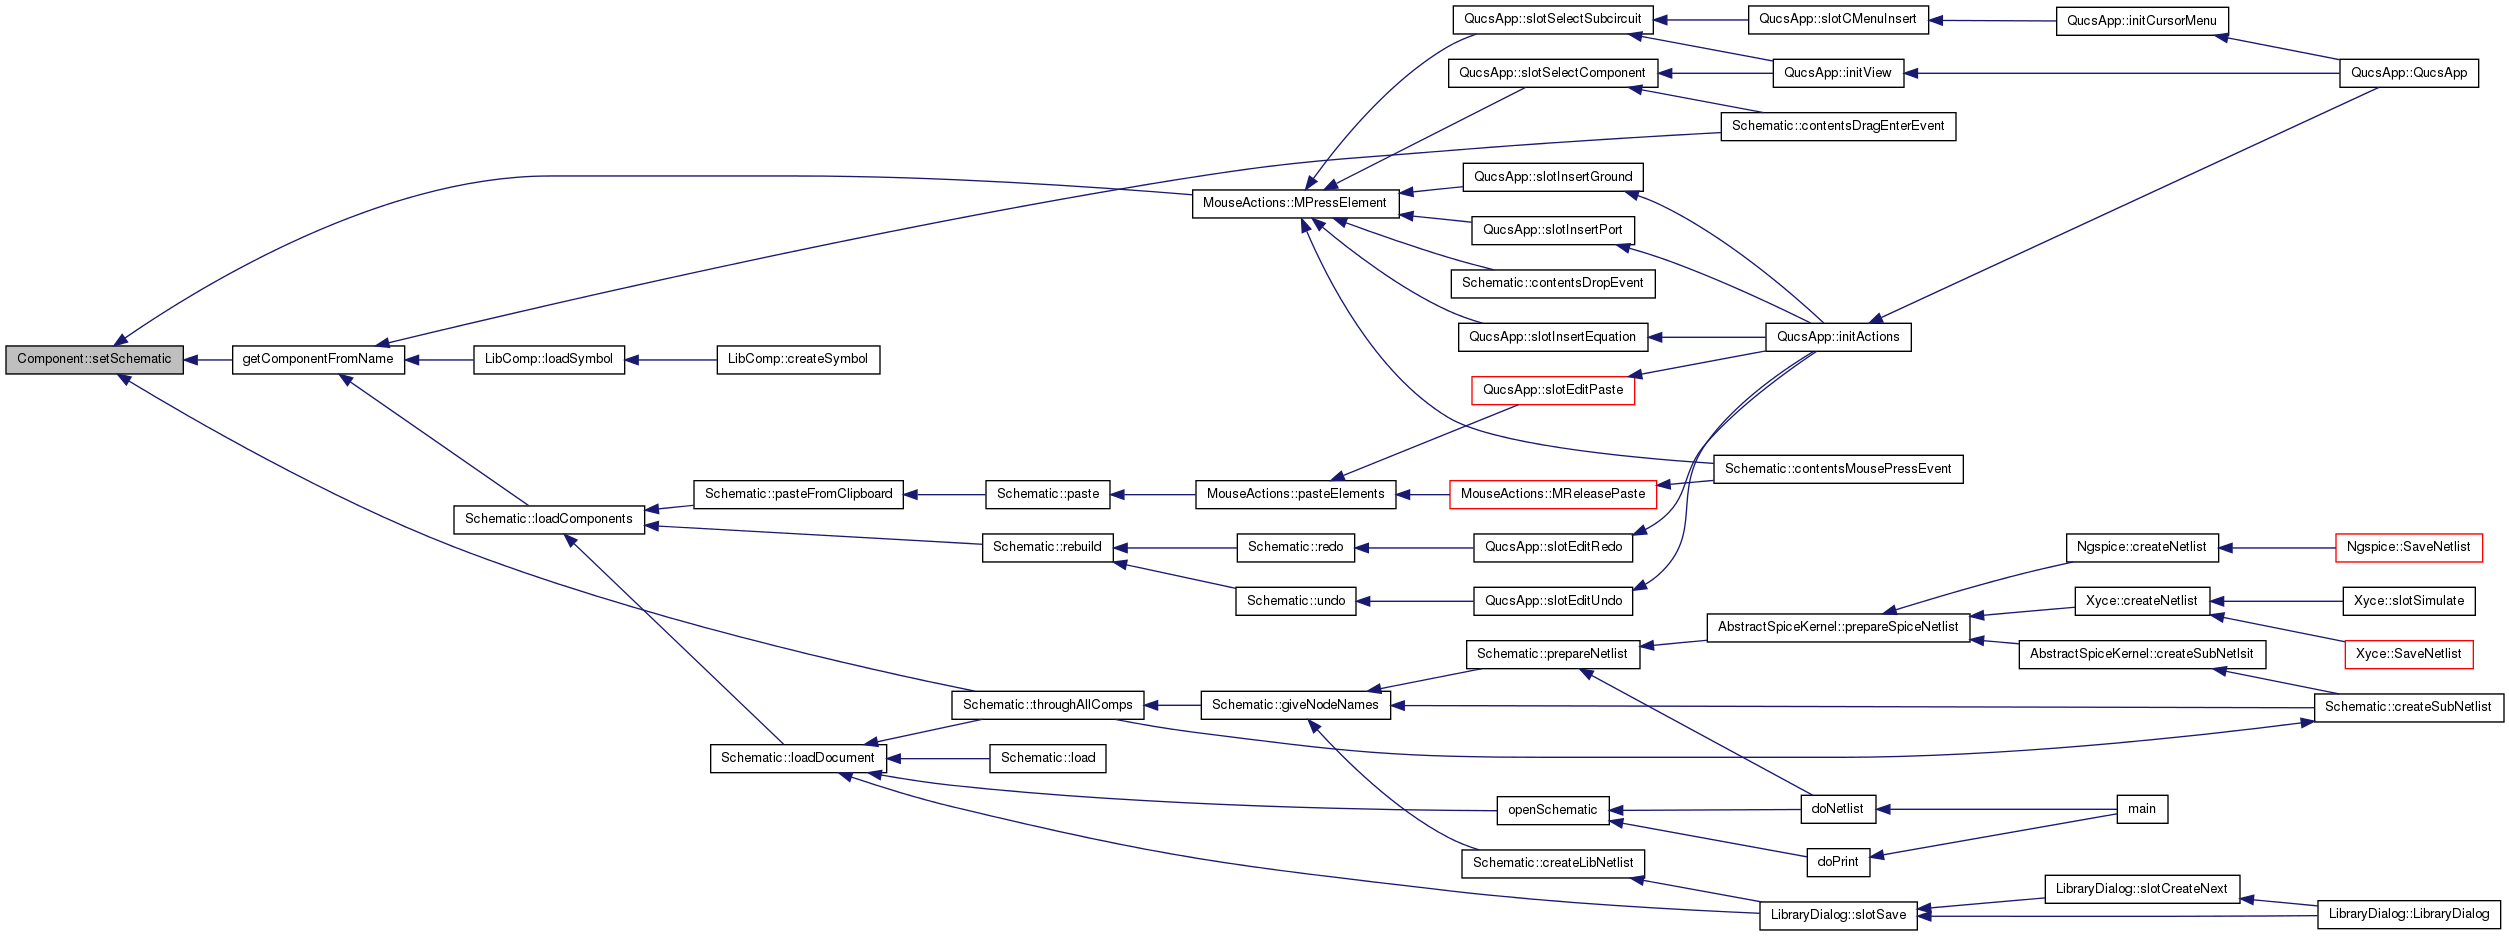 QucsApp::slotSelectSubcircuit
QucsApp::slotCMenuInsert
QucsApp::initCursorMenu
QucsApp::slotSelectComponent
QucsApp::initView
QucsApp::QucsApp
Schematic::contentsDragEnterEvent
QucsApp::slotInsertGround
MouseActions::MPressElement
QucsApp::slotInsertPort
Schematic::contentsDropEvent
QucsApp::slotInsertEquation
QucsApp::initActions
Component::setSchematic
getComponentFromName
LibComp::loadSymbol
LibComp::createSymbol
QucsApp::slotEditPaste
Schematic::contentsMousePressEvent
Schematic::pasteFromClipboard
Schematic::paste
MouseActions::pasteElements
MouseActions::MReleasePaste
Schematic::loadComponents
Schematic::rebuild
Schematic::redo
QucsApp::slotEditRedo
Ngspice::createNetlist
Ngspice::SaveNetlist
Schematic::undo
QucsApp::slotEditUndo
Xyce::createNetlist
Xyce::slotSimulate
AbstractSpiceKernel::prepareSpiceNetlist
Schematic::prepareNetlist
AbstractSpiceKernel::createSubNetlsit
Xyce::SaveNetlist
Schematic::throughAllComps
Schematic::giveNodeNames
Schematic::createSubNetlist
Schematic::loadDocument
Schematic::load
openSchematic
doNetlist
main
Schematic::createLibNetlist
doPrint
LibraryDialog::slotCreateNext
LibraryDialog::slotSave
LibraryDialog::LibraryDialog